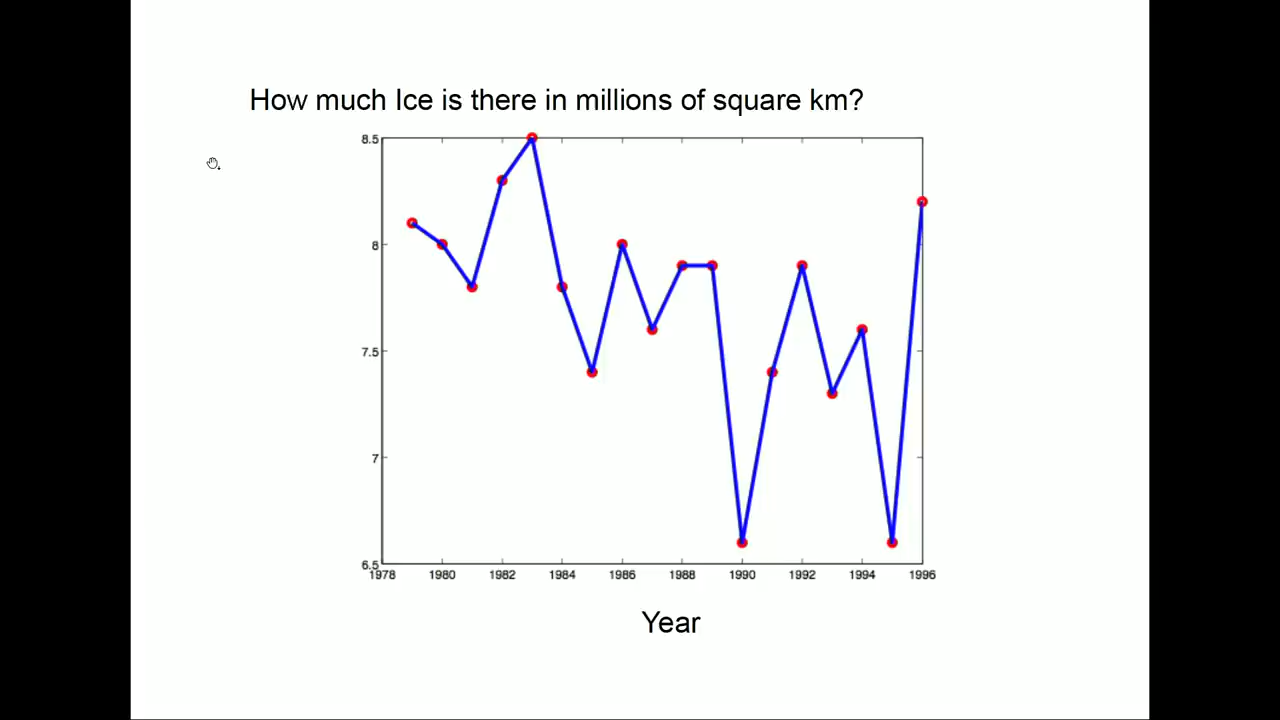 How much Ice is there in millions of square km?
8.5
8
7.5
7
6.5
1978 1980 1982 1984 1986 1988 1990 1992 1994 1996
Year